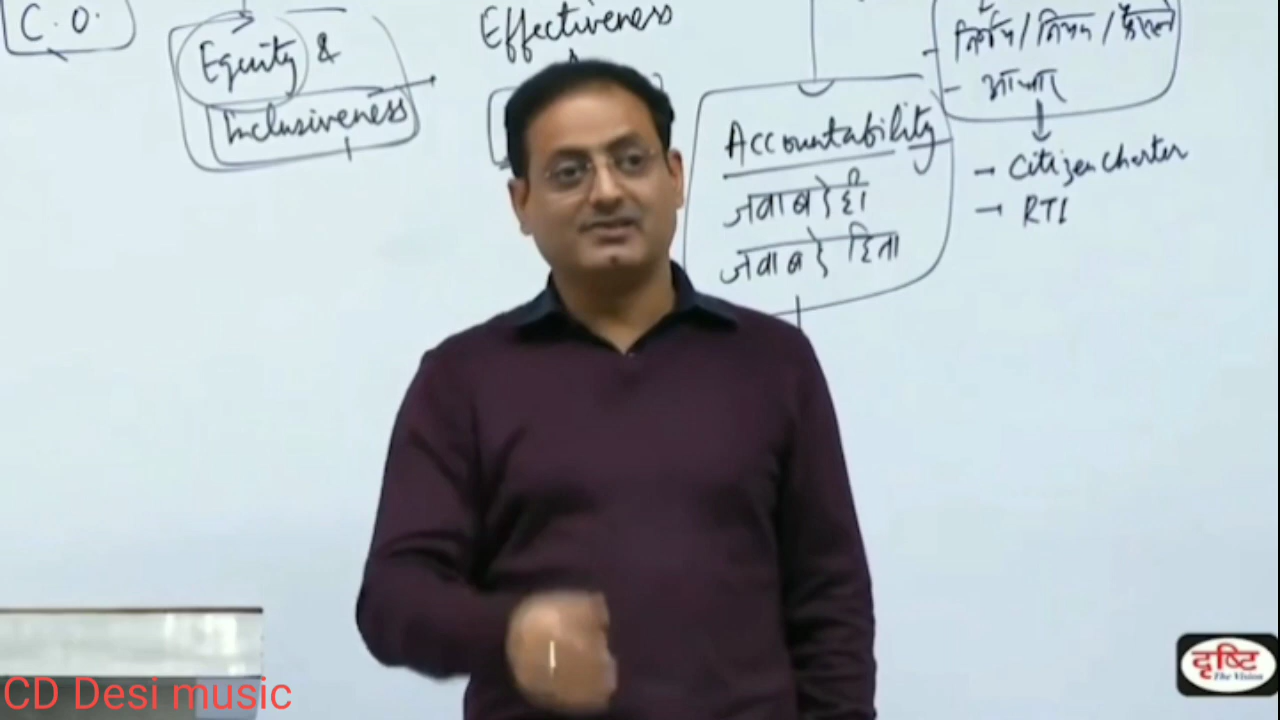 C. O.
Equity &
Inclusiveness
Effectiveness
Accountability
जवाबदेही
जवाबदेहिता
- निर्णय / नियम / फैसले
-
→ Citizen Charter
→ RTI
CD Desi music
दृष्टि
The Vision